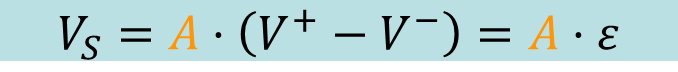 V_S = A · (V⁺ − V⁻) = A · ε